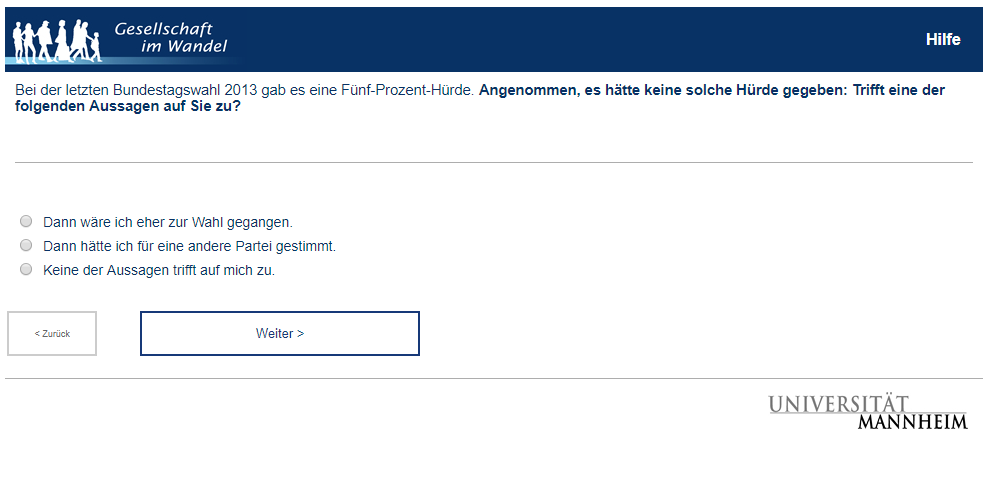 Gesellschaft
im Wandel
Hilfe
Bei der letzten Bundestagswahl 2013 gab es eine Fünf-Prozent-Hürde. Angenommen, es hätte keine solche Hürde gegeben: Trifft eine der
folgenden Aussagen auf Sie zu?
Dann wäre ich eher zur Wahl gegangen.
Dann hätte ich für eine andere Partei gestimmt.
Keine der Aussagen trifft auf mich zu.
< Zurück
Weiter >
UNIVERSITÄT
MANNHEIM